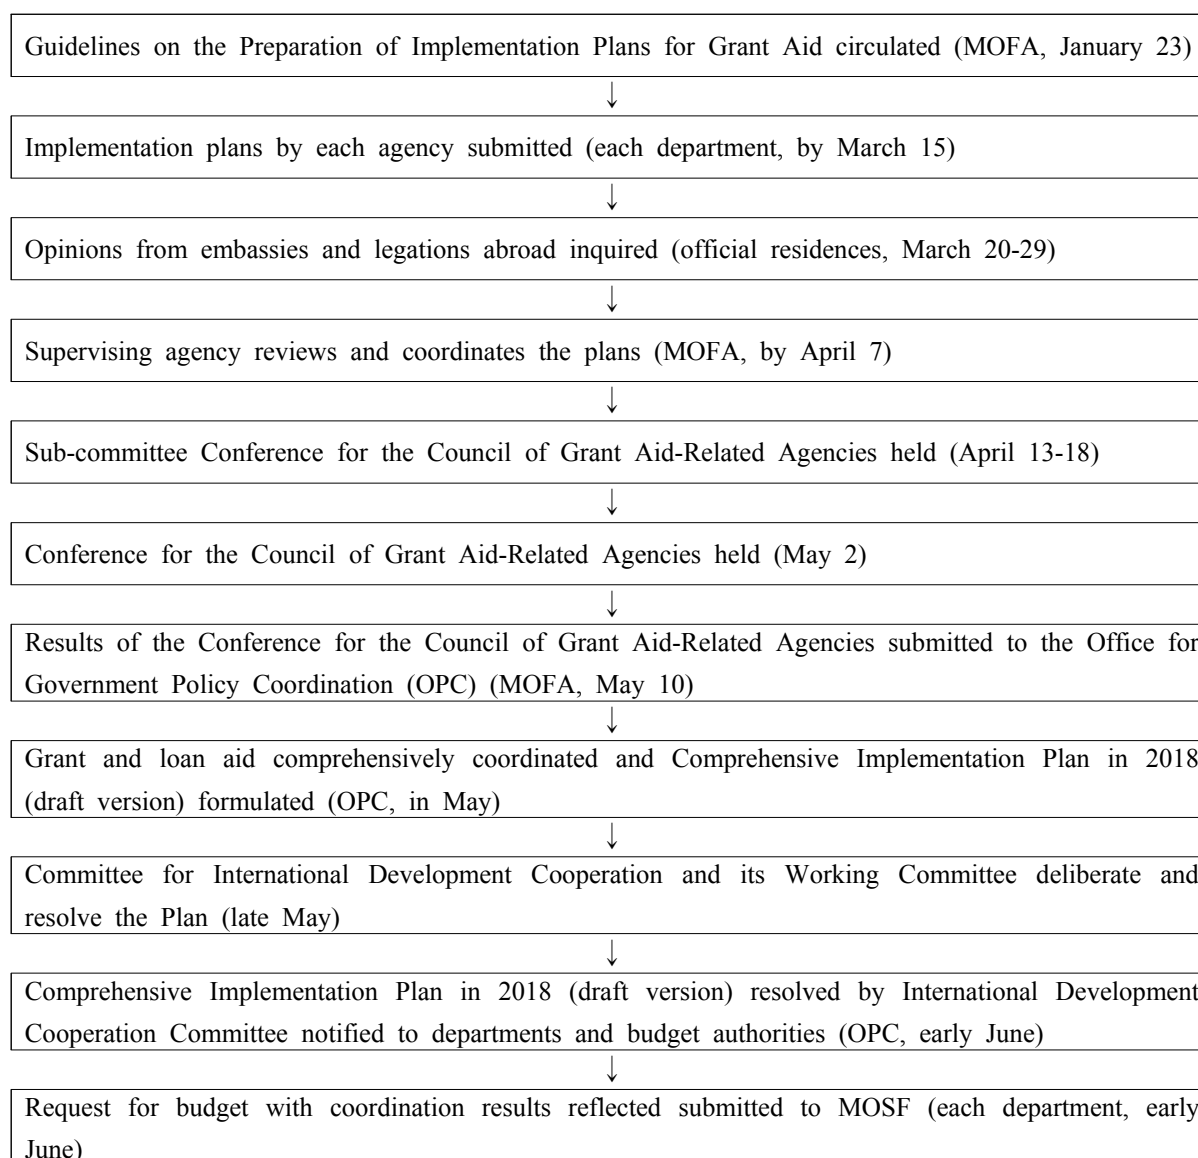 Guidelines on the Preparation of Implementation Plans for Grant Aid circulated (MOFA, January 23)
↓
Implementation plans by each agency submitted (each department, by March 15)
↓
Opinions from embassies and legations abroad inquired (official residences, March 20-29)
↓
Supervising agency reviews and coordinates the plans (MOFA, by April 7)
↓
Sub-committee Conference for the Council of Grant Aid-Related Agencies held (April 13-18)
↓
Conference for the Council of Grant Aid-Related Agencies held (May 2)
↓
Results of the Conference for the Council of Grant Aid-Related Agencies submitted to the Office for
Government Policy Coordination (OPC) (MOFA, May 10)
↓
Grant and loan aid comprehensively coordinated and Comprehensive Implementation Plan in 2018
(draft version) formulated (OPC, in May)
↓
Committee for International Development Cooperation and its Working Committee deliberate and
resolve the Plan (late May)
↓
Comprehensive Implementation Plan in 2018 (draft version) resolved by International Development
Cooperation Committee notified to departments and budget authorities (OPC, early June)
↓
Request for budget with coordination results reflected submitted to MOSF (each department, early
June)